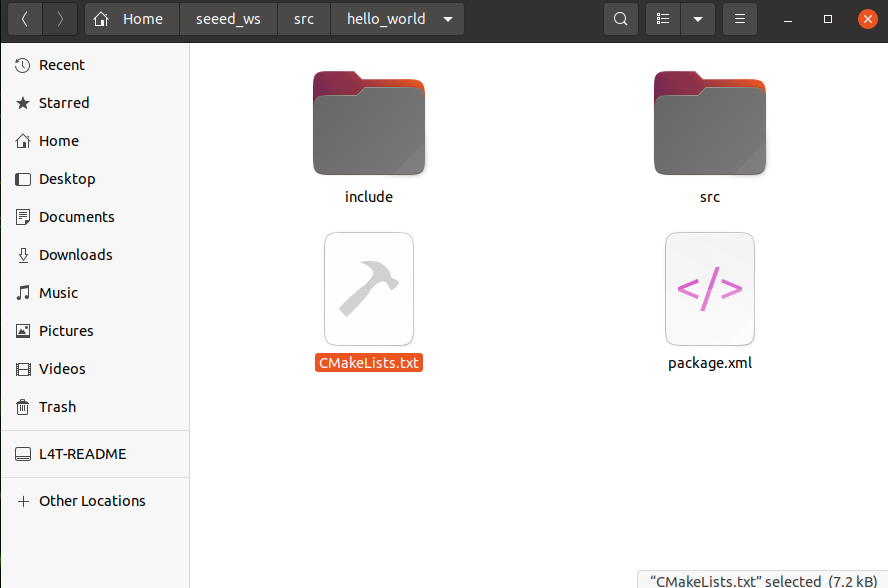 Home seeed_ws src hello_world
Recent
Starred
Home
Desktop
Documents
Downloads
Music
Pictures
Videos
Trash
L4T-README
Other Locations
include
src
</>
CMakeLists.txt
package.xml
“CMakeLists.txt” selected (7.2 kB)